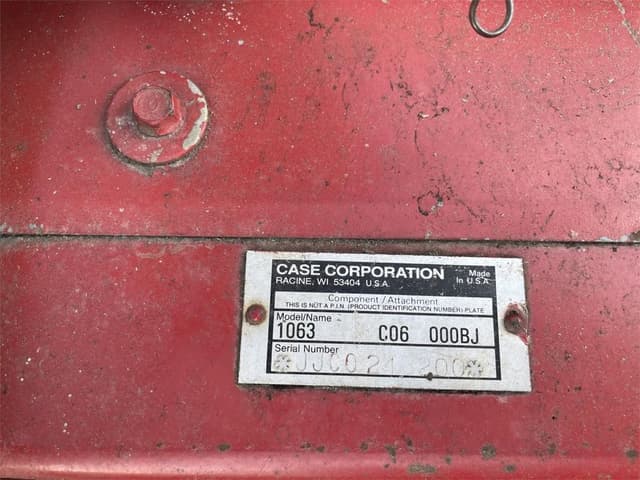 CASE CORPORATION
RACINE, WI 53404 U.S.A.
Made
In U.S.A.
Component/Attachment
THIS IS NOT A P.I.N. (PRODUCT IDENTIFICATION NUMBER) PLATE
Model/Name
1063 C06 000BJ
Serial Number